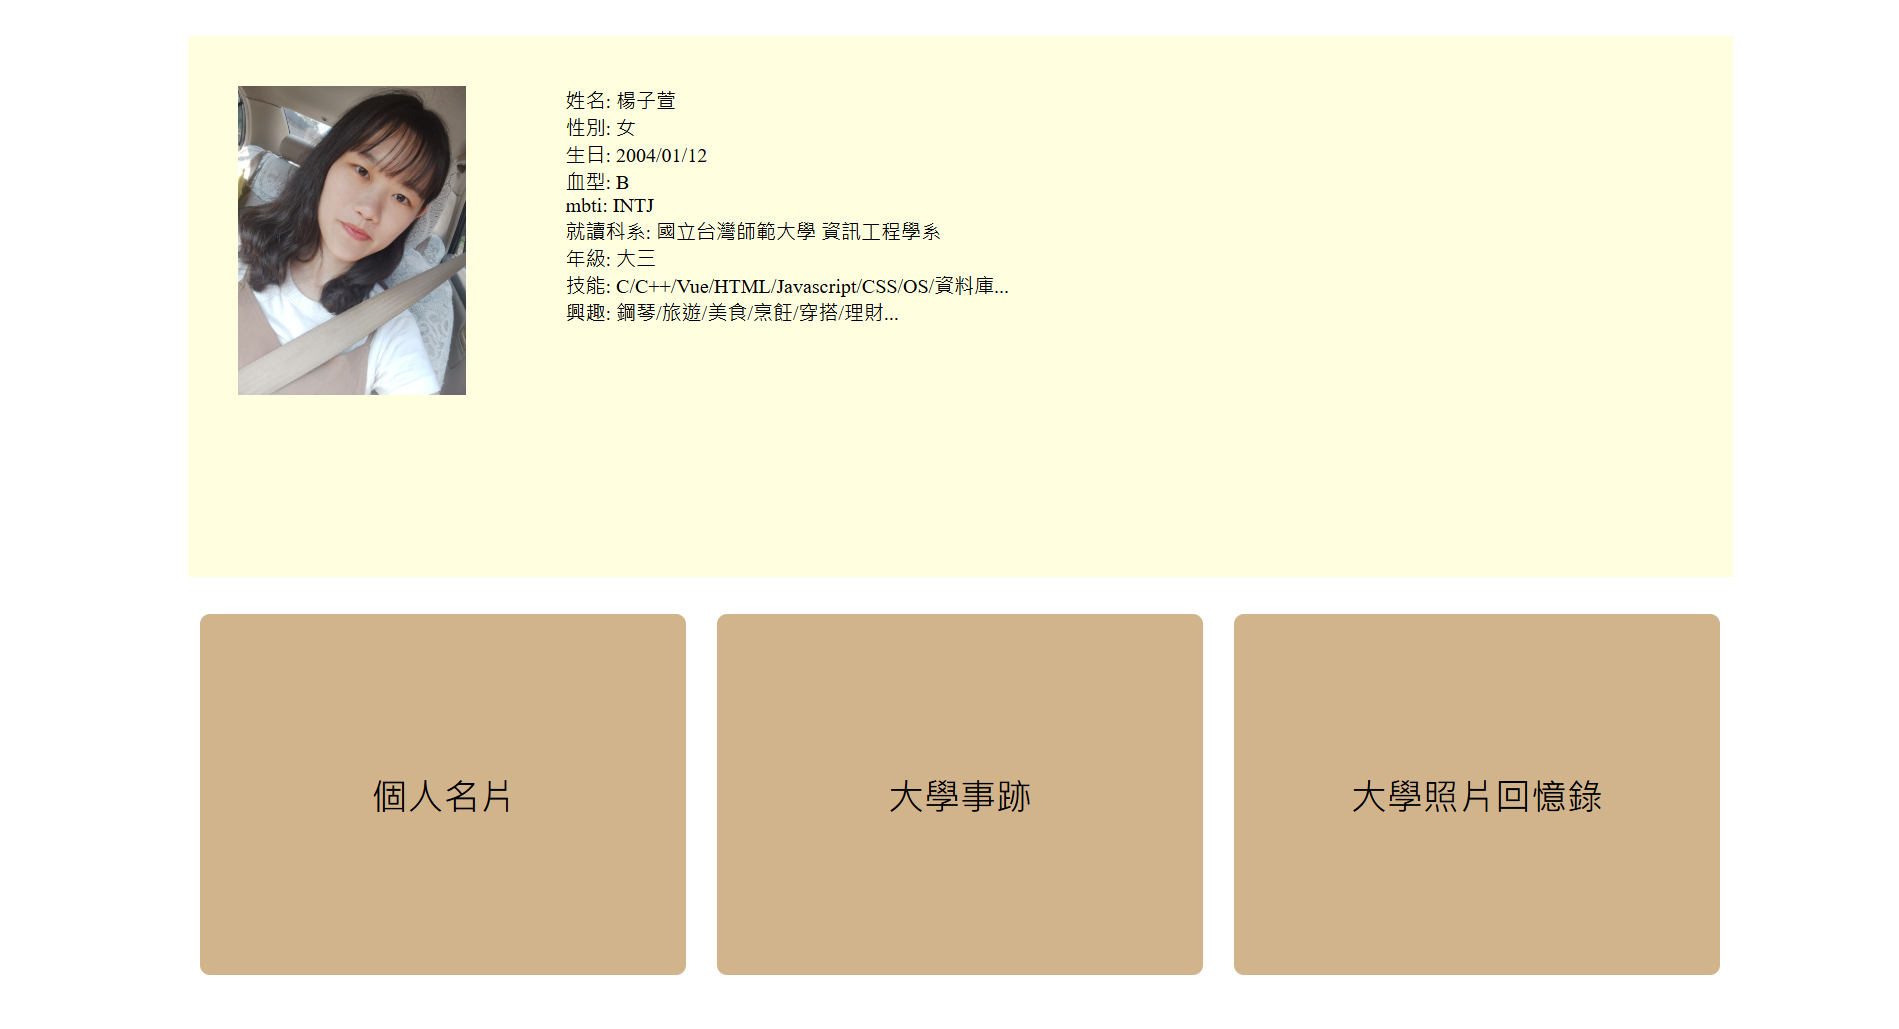 姓名: 楊子萱
性別: 女
生日: 2004/01/12
血型: B
mbti: INTJ
就讀科系: 國立台灣師範大學 資訊工程學系
年級: 大三
技能: C/C++/Vue/HTML/Javascript/CSS/OS/資料庫...
興趣: 鋼琴/旅遊/美食/烹飪/穿搭/理財...
個人名片
大學事跡
大學照片回憶錄